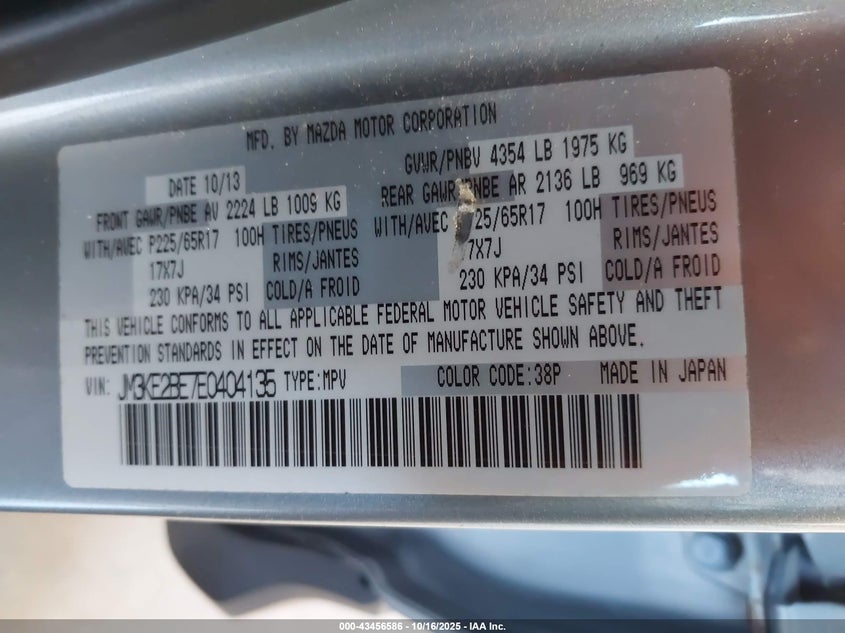 MFD. BY MAZDA MOTOR CORPORATION
DATE 10/13 GVWR/PNBV 4354 LB 1975 KG
FRONT GAWR/PNBE AV 2224 LB 1009 KG REAR GAWR/PNBE AR 2136 LB 969 KG
WITH/AVEC P225/65R17 100H TIRES/PNEUS WITH/AVEC 25/65R17 100H TIRES/PNEUS
17X7J RIMS/JANTES 17X7J RIMS/JANTES
230 KPA/34 PSI COLD/A FROID 230 KPA/34 PSI COLD/A FROID
THIS VEHICLE CONFORMS TO ALL APPLICABLE FEDERAL MOTOR VEHICLE SAFETY AND THEFT
PREVENTION STANDARDS IN EFFECT ON THE DATE OF MANUFACTURE SHOWN ABOVE.
VIN: JM3KE2BE7E0404135 TYPE:MPV COLOR CODE:38P MADE IN JAPAN
000-43456586 - 10/16/2025 - IAA Inc.